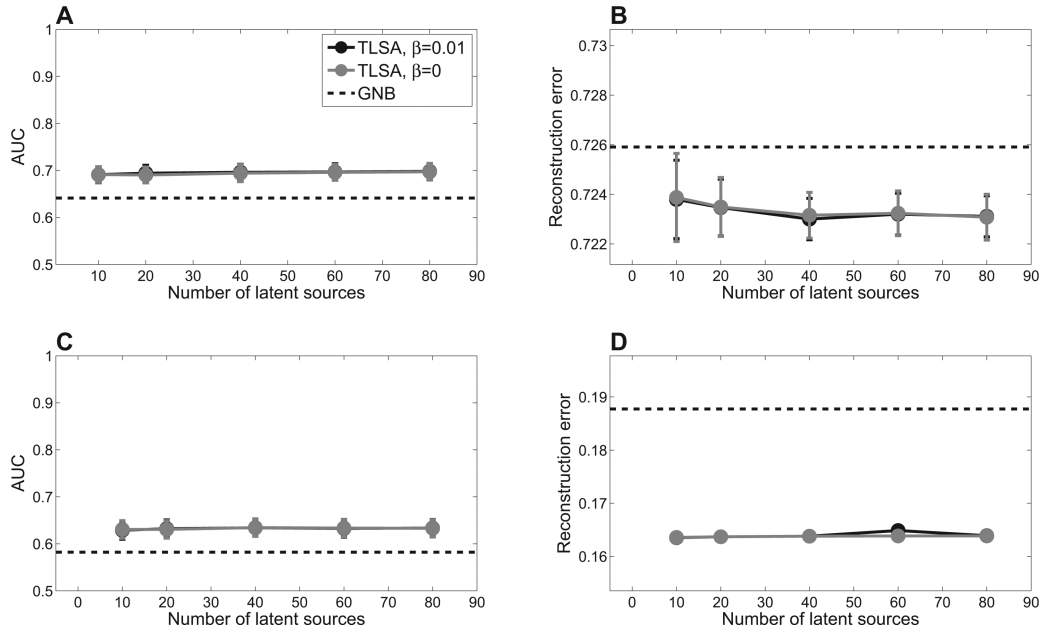 A
1
0.9
0.8
0.7
0.6
0.5
AUC
10 20 30 40 50 60 70 80 90
Number of latent sources
TLSA, β=0.01
TLSA, β=0
GNB
B
0.73
0.728
0.726
0.724
0.722
Reconstruction error
0 10 20 30 40 50 60 70 80 90
Number of latent sources
C
1
0.9
0.8
0.7
0.6
0.5
AUC
0 10 20 30 40 50 60 70 80 90
Number of latent sources
D
0.19
0.18
0.17
0.16
Reconstruction error
0 10 20 30 40 50 60 70 80 90
Number of latent sources